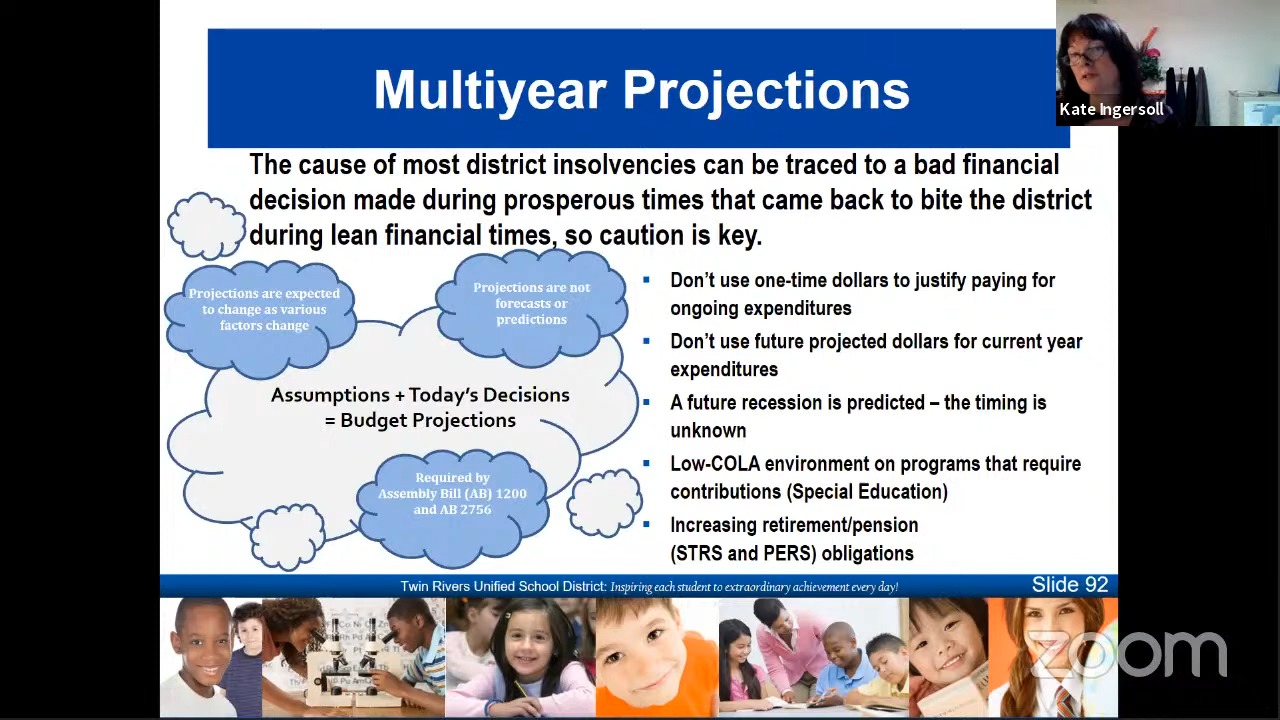 Multiyear Projections
Kate Ingersoll
The cause of most district insolvencies can be traced to a bad financial
decision made during prosperous times that came back to bite the district
during lean financial times, so caution is key.
Projections are expected
to change as various
factors change
Projections are not
forecasts or
predictions
Assumptions + Today's Decisions
= Budget Projections
Required by
Assembly Bill (AB) 1200
and AB 2756
▪ Don't use one-time dollars to justify paying for
ongoing expenditures
▪ Don't use future projected dollars for current year
expenditures
▪ A future recession is predicted – the timing is
unknown
▪ Low-COLA environment on programs that require
contributions (Special Education)
▪ Increasing retirement/pension
(STRS and PERS) obligations
Twin Rivers Unified School District: Inspiring each student to extraordinary achievement every day!
Slide 92
zoom